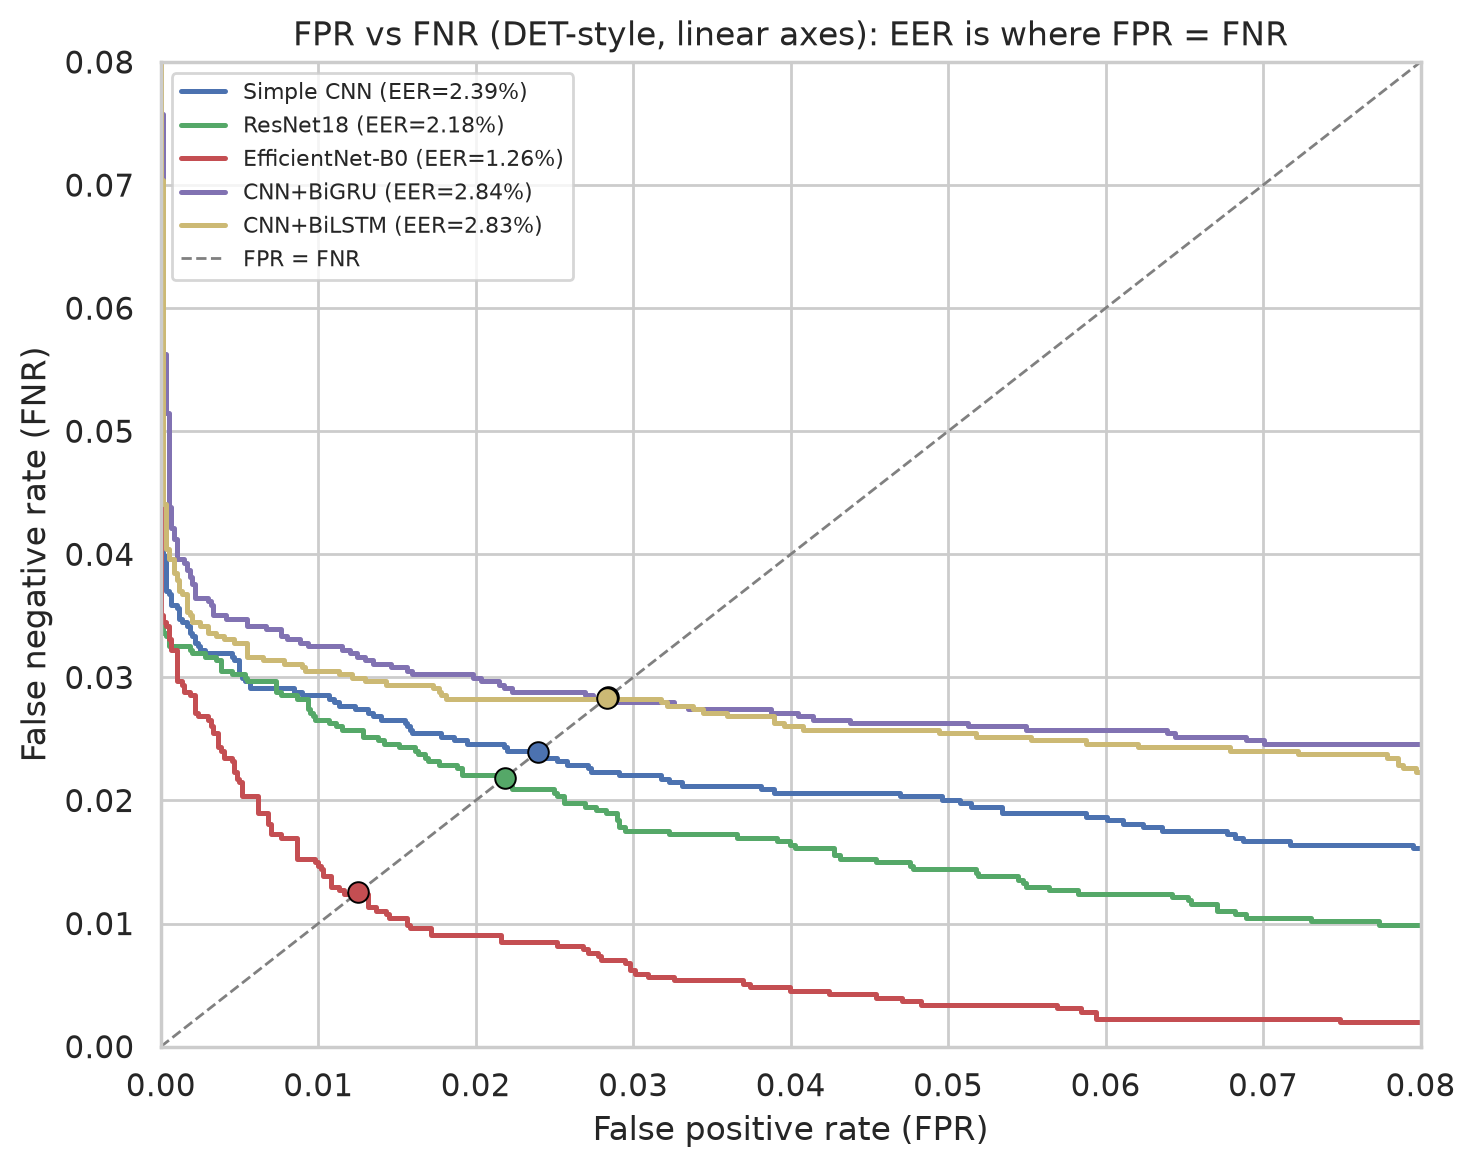 FPR vs FNR (DET-style, linear axes): EER is where FPR = FNR
Simple CNN (EER=2.39%)
ResNet18 (EER=2.18%)
EfficientNet-B0 (EER=1.26%)
CNN+BiGRU (EER=2.84%)
CNN+BiLSTM (EER=2.83%)
FPR = FNR
False negative rate (FNR)
0.08
0.07
0.06
0.05
0.04
0.03
0.02
0.01
0.00
0.00 0.01 0.02 0.03 0.04 0.05 0.06 0.07 0.08
False positive rate (FPR)